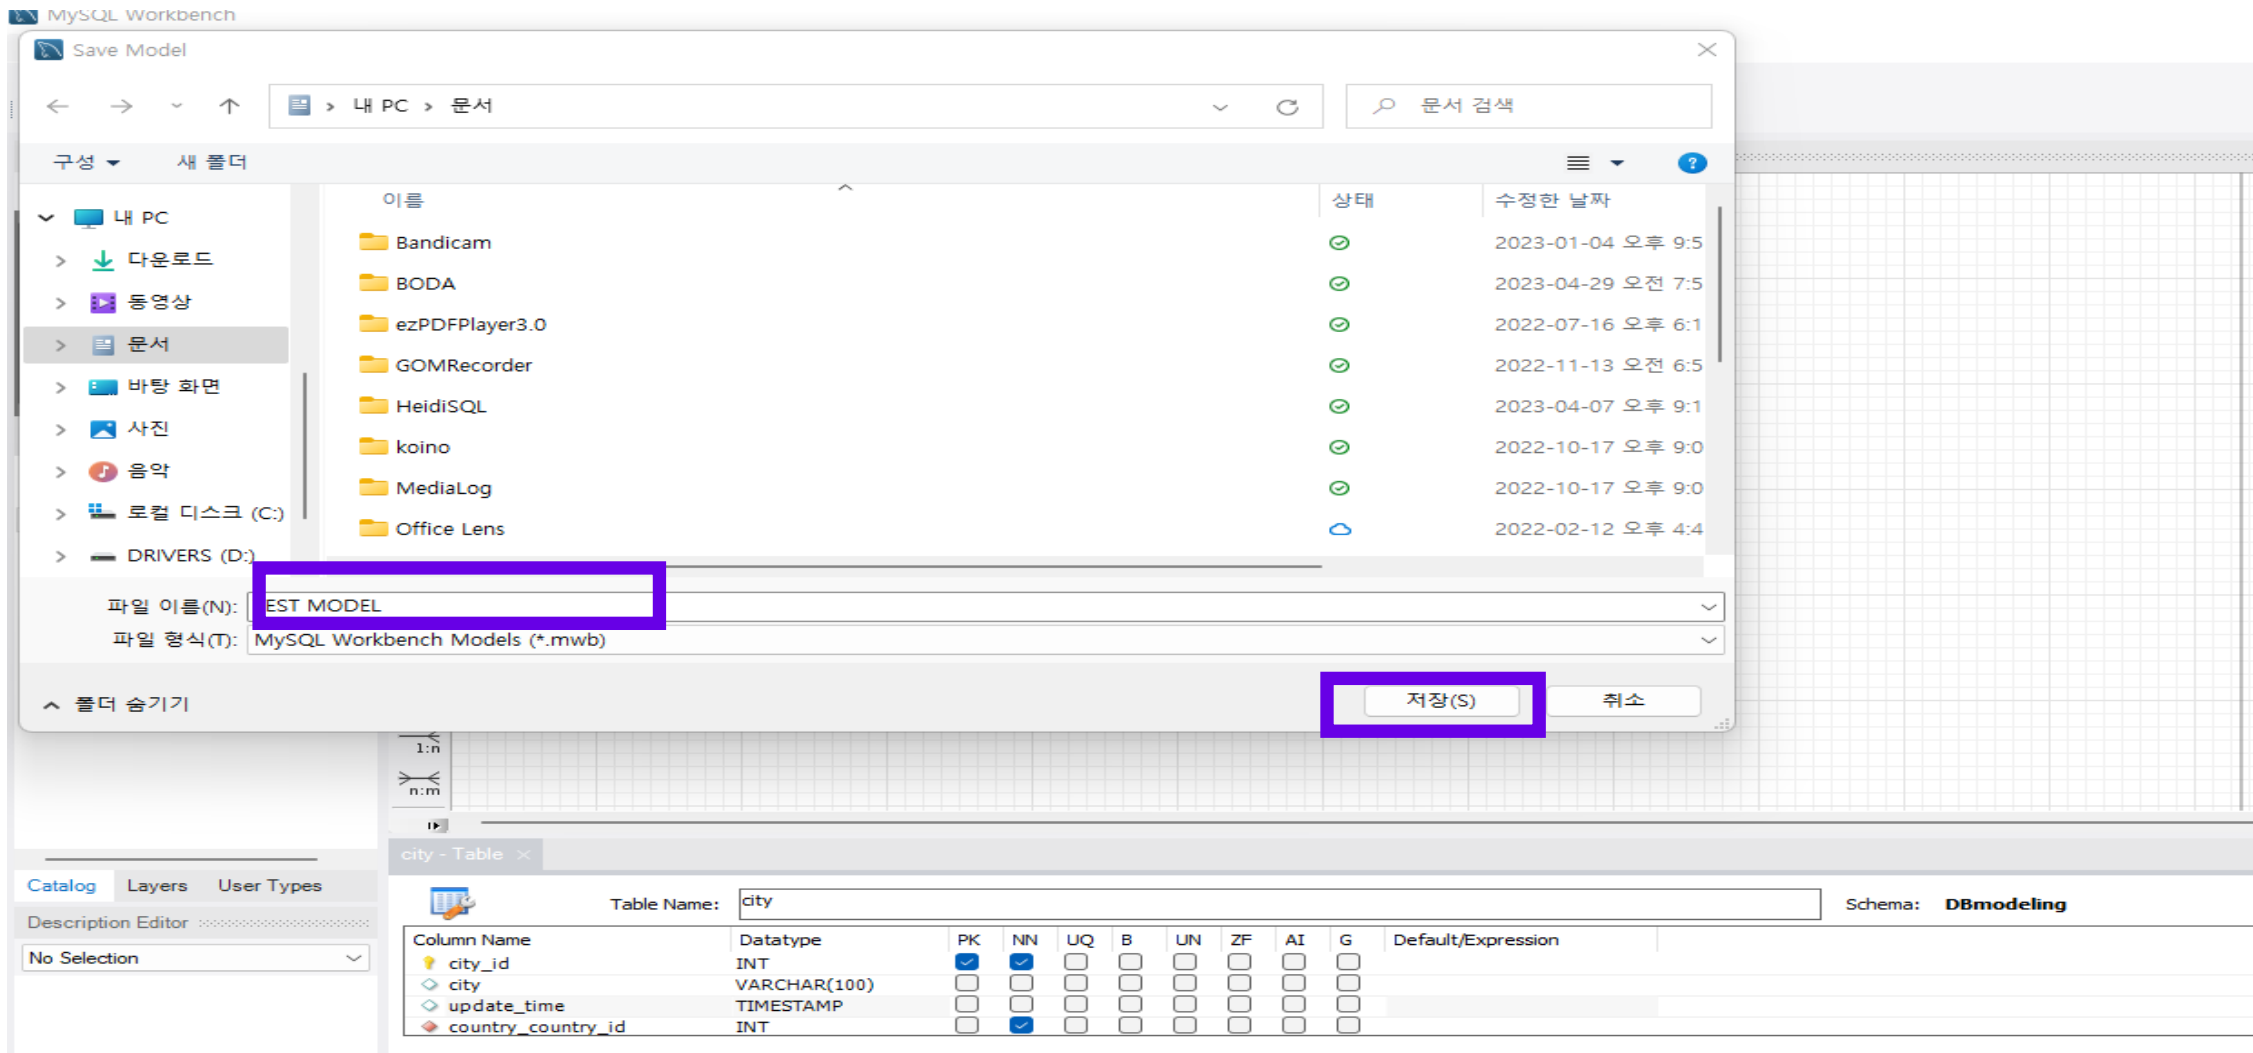 MySQL Workbench
Save Model
내 PC > 문서
문서 검색
구성
새 폴더
이름
상태
수정한 날짜
내 PC
다운로드
동영상
문서
바탕 화면
사진
음악
로컬 디스크 (C:)
DRIVERS (D:)
Bandicam 2023-01-04 오후 9:5
BODA 2023-04-29 오전 7:5
ezPDFPlayer3.0 2022-07-16 오후 6:1
GOMRecorder 2022-11-13 오전 6:5
HeidiSQL 2023-04-07 오후 9:1
koino 2022-10-17 오후 9:0
MediaLog 2022-10-17 오후 9:0
Office Lens 2022-02-12 오후 4:4
파일 이름(N): EST MODEL
파일 형식(T): MySQL Workbench Models (*.mwb)
폴더 숨기기
저장(S)
취소
1:n
n:m
city - Table
Catalog Layers User Types
Description Editor
No Selection
Table Name: city
Schema: DBmodeling
Column Name Datatype PK NN UQ B UN ZF AI G Default/Expression
city_id INT
city VARCHAR(100)
update_time TIMESTAMP
country_country_id INT